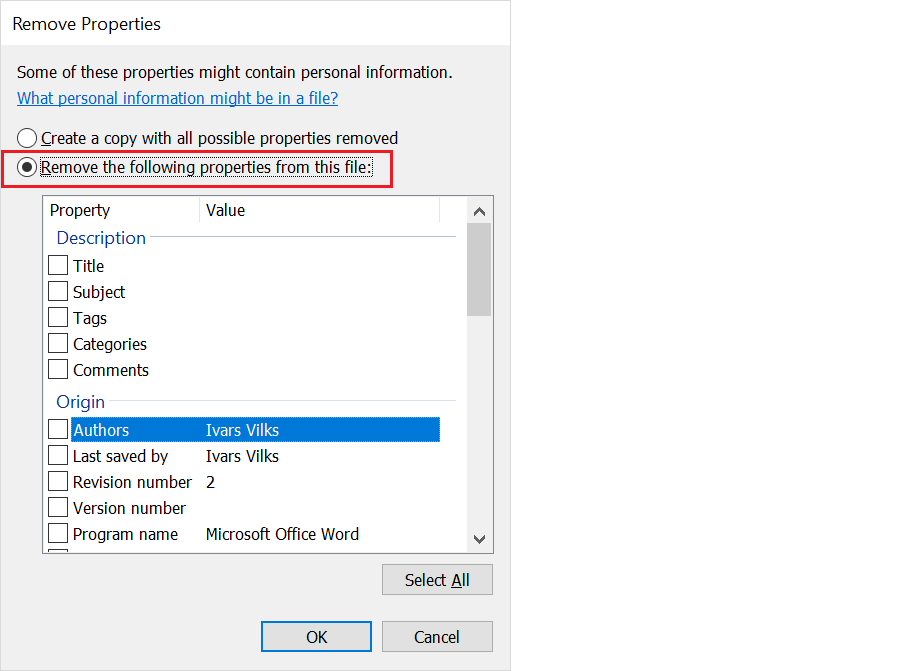 Remove Properties
Some of these properties might contain personal information.
What personal information might be in a file?
Create a copy with all possible properties removed
Remove the following properties from this file:
Property Value
Description
Title
Subject
Tags
Categories
Comments
Origin
Authors Ivars Vilks
Last saved by Ivars Vilks
Revision number 2
Version number
Program name Microsoft Office Word
Select All
OK Cancel